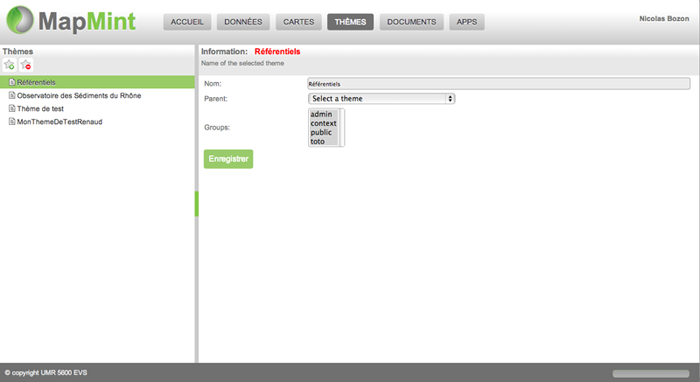 MapMint
ACCUEIL DONNÉES CARTES THÈMES DOCUMENTS APPS
Nicolas Bozon
Thèmes
Référentiels
Observatoire des Sédiments du Rhône
Thème de test
MonThemeDeTestRenaud
Information: Référentiels
Name of the selected theme
Nom: Référentiels
Parent: Select a theme
Groups:
admin
context
public
toto
Enregistrer
© copyright UMR 5600 EVS